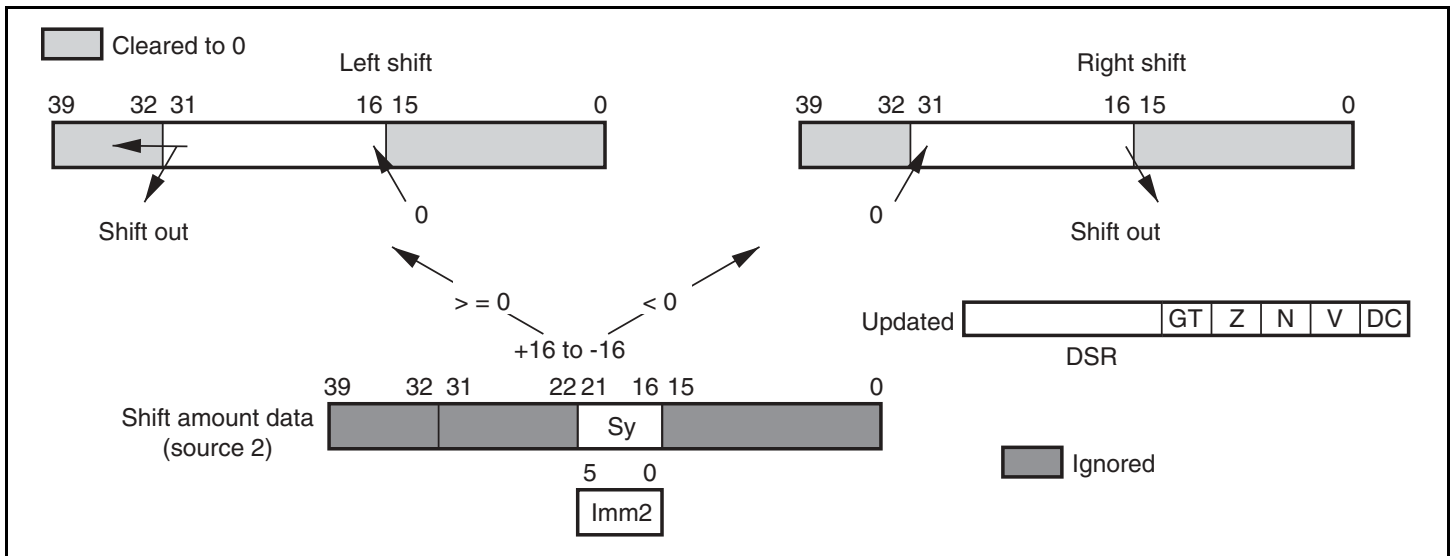 Cleared to 0
Left shift
39 32 31 16 15 0
Shift out
0
Right shift
39 32 31 16 15 0
0
Shift out
> = 0
< 0
+16 to -16
Updated
GT Z N V DC
DSR
39 32 31 22 21 16 15 0
Shift amount data
(source 2)
Sy
5 0
Imm2
Ignored